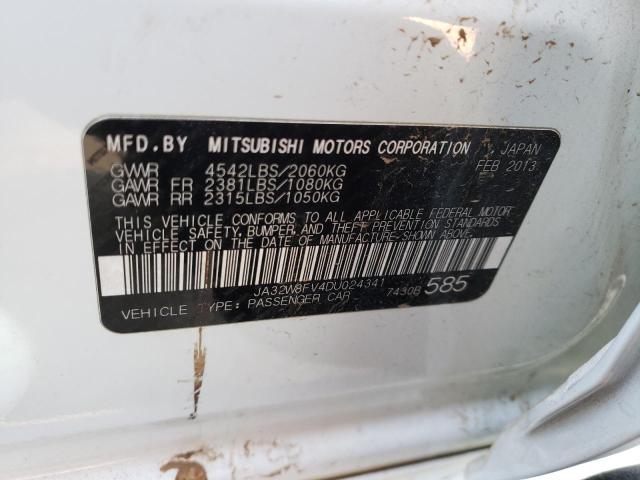 MFD.BY MITSUBISHI MOTORS CORPORATION, JAPAN
GVWR 4542LBS/2060KG FEB 2013
GAWR FR 2381LBS/1080KG
GAWR RR 2315LBS/1050KG
THIS VEHICLE CONFORMS TO ALL APPLICABLE FEDERAL MOTOR
VEHICLE SAFETY, BUMPER, AND THEFT PREVENTION STANDARDS
IN EFFECT ON THE DATE OF MANUFACTURE SHOWN ABOVE.
JA32W8FV4DU024341
VEHICLE TYPE: PASSENGER CAR 7430B 585